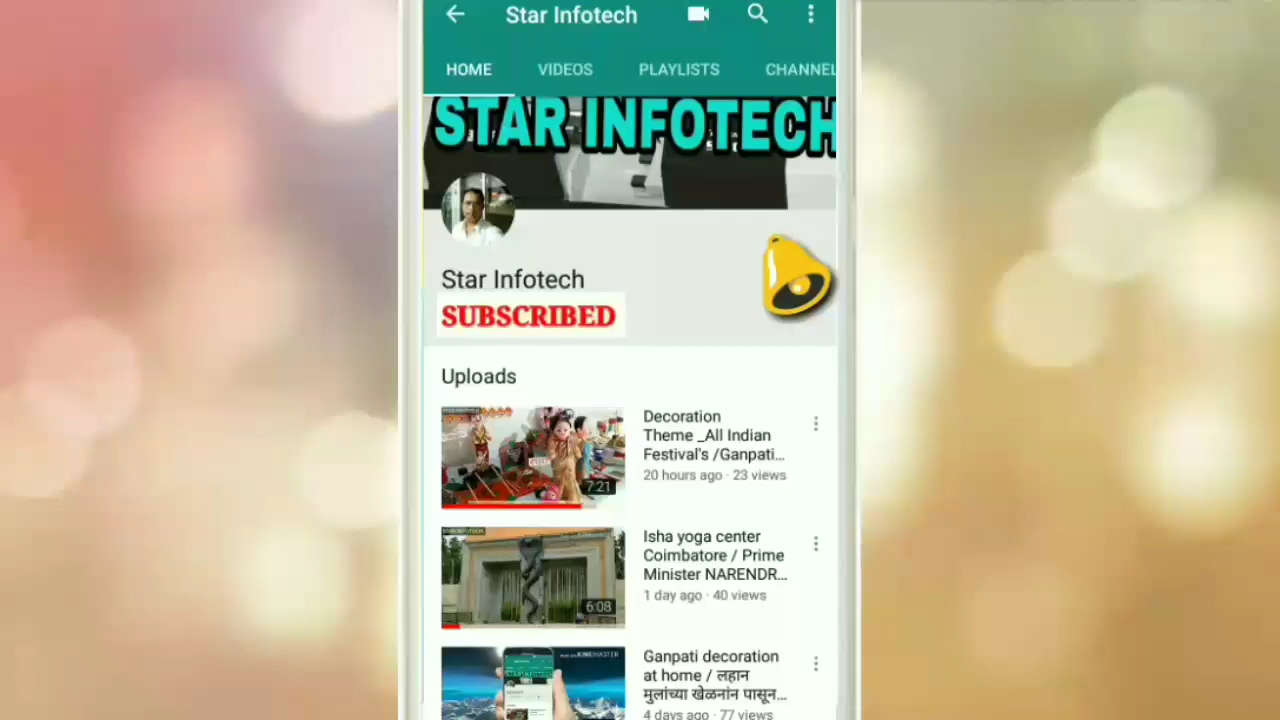 Star Infotech
HOME VIDEOS PLAYLISTS CHANNEL
STAR INFOTECH
Star Infotech
SUBSCRIBED
Uploads
Decoration
Theme _All Indian
Festival's /Ganpati...
20 hours ago · 23 views
7:21
Isha yoga center
Coimbatore / Prime
Minister NARENDR...
1 day ago · 40 views
6:08
Ganpati decoration
at home / लहान
मुलांच्या खेळनांन पासून...
4 days ago · 77 views
KINEMASTER